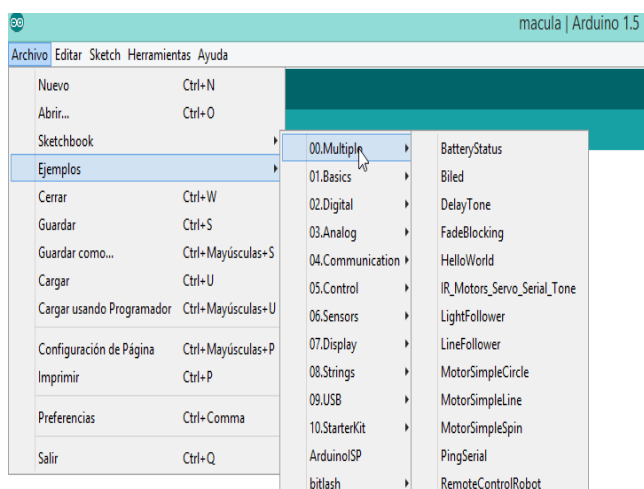 macula | Arduino 1.5
Archivo Editar Sketch Herramientas Ayuda
Nuevo Ctrl+N
Abrir... Ctrl+O
Sketchbook
Ejemplos
Cerrar Ctrl+W
Guardar Ctrl+S
Guardar como... Ctrl+Mayúsculas+S
Cargar Ctrl+U
Cargar usando Programador Ctrl+Mayúsculas+U
Configuración de Página Ctrl+Mayúsculas+P
Imprimir Ctrl+P
Preferencias Ctrl+Comma
Salir Ctrl+Q
00.Multiplo
01.Basics
02.Digital
03.Analog
04.Communication
05.Control
06.Sensors
07.Display
08.Strings
09.USB
10.StarterKit
ArduinoISP
bitlash
BatteryStatus
Biled
DelayTone
FadeBlocking
HelloWorld
IR_Motors_Servo_Serial_Tone
LightFollower
LineFollower
MotorSimpleCircle
MotorSimpleLine
MotorSimpleSpin
PingSerial
RemoteControlRobot